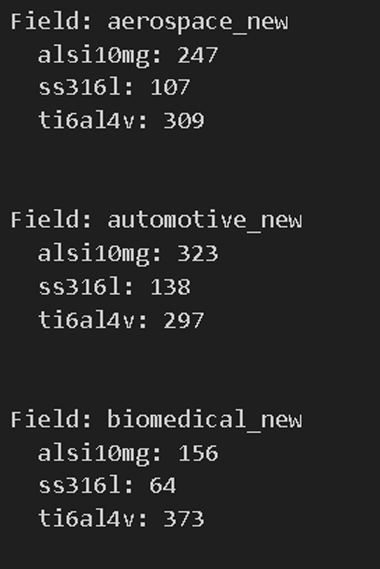 Field: aerospace_new
alsi10mg: 247
ss316l: 107
ti6al4v: 309
Field: automotive_new
alsi10mg: 323
ss316l: 138
ti6al4v: 297
Field: biomedical_new
alsi10mg: 156
ss316l: 64
ti6al4v: 373